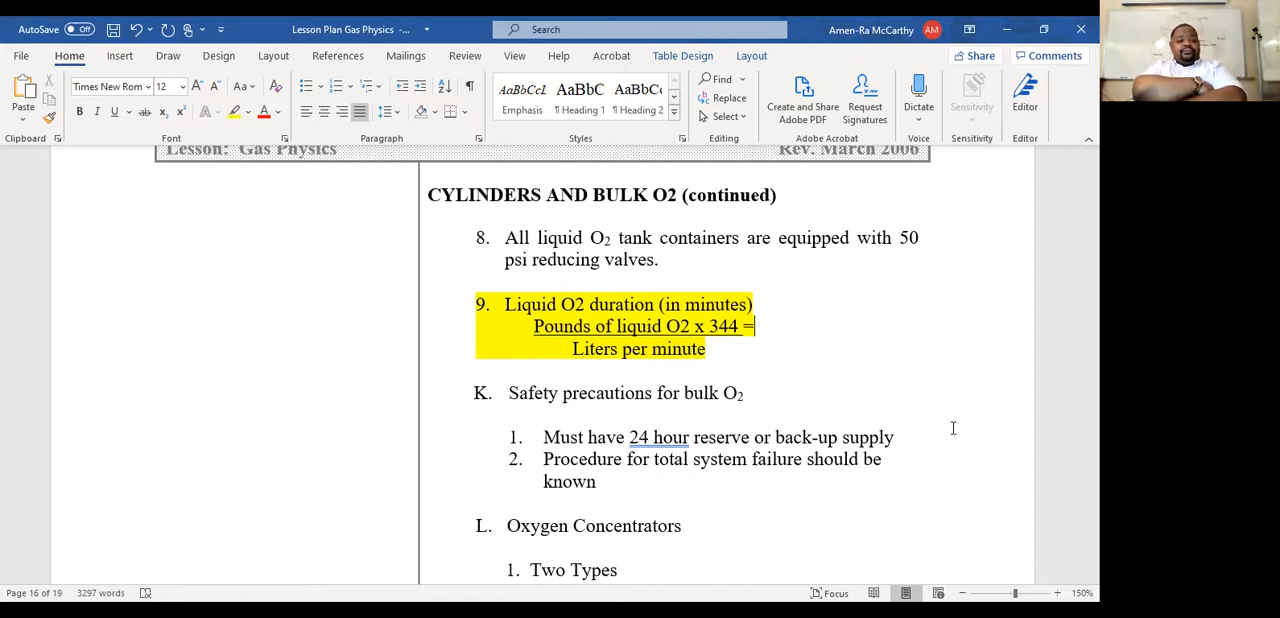 AutoSave Off Lesson Plan Gas Physics -... Search Amen-Ra McCarthy AM
File Home Insert Draw Design Layout References Mailings Review View Help Acrobat Table Design Layout Share Comments
Paste Times New Rom 12 Aa AaBbCcI AaBbC AaBbCc Find Create and Share Request Dictate Sensitivity Editor
Emphasis ¶ Heading 1 ¶ Heading 2 Replace Adobe PDF Signatures
Select
Clipboard Font Paragraph Styles Editing Adobe Acrobat Voice Sensitivity Editor
Lesson: Gas Physics Rev. March 2006
CYLINDERS AND BULK O2 (continued)
8. All liquid O2 tank containers are equipped with 50
psi reducing valves.
9. Liquid O2 duration (in minutes)
Pounds of liquid O2 x 344 =
Liters per minute
K. Safety precautions for bulk O2
1. Must have 24 hour reserve or back-up supply
2. Procedure for total system failure should be
known
L. Oxygen Concentrators
1. Two Types
Page 16 of 19 3297 words Focus 150%